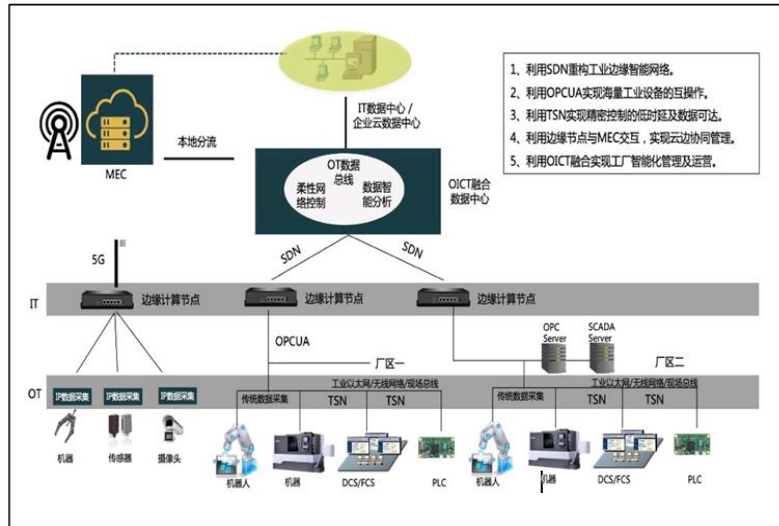 IT数据中心 /
企业云数据中心
1、利用SDN重构工业边缘智能网络。
2、利用OPCUA实现海量工业设备的互操作。
3、利用TSN实现精密控制的低时延及数据可达。
4、利用边缘节点与MEC交互，实现云边协同管理。
5、利用OICT融合实现工厂智能化管理及运营。
MEC
本地分流
OT数据
总线
柔性网
络控制
数据智
能分析
OICT融合
数据中心
5G
SDN
SDN
IT
边缘计算节点
边缘计算节点
边缘计算节点
OPCUA
OPC
Server
SCADA
Server
厂区一
厂区二
OT
IP数据采集
IP数据采集
IP数据采集
工业以太网/无线网络/现场总线
传统数据采集
TSN
TSN
工业以太网/无线网络/现场总线
传统数据采集
TSN
TSN
机器
传感器
摄像头
机器人
机器
DCS/FCS
PLC
机器人
机器
DCS/FCS
PLC